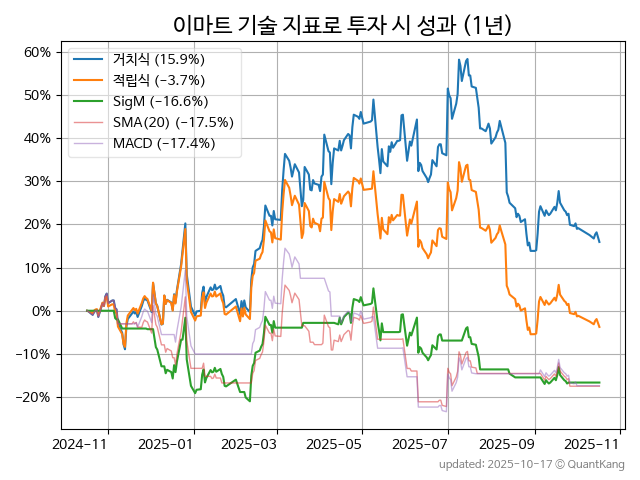 이마트 기술 지표로 투자 시 성과 (1년)
60%
50%
40%
30%
20%
10%
0%
−10%
−20%
거치식 (15.9%)
적립식 (−3.7%)
SigM (−16.6%)
SMA(20) (−17.5%)
MACD (−17.4%)
2024-11 2025-01 2025-03 2025-05 2025-07 2025-09 2025-11
updated: 2025-10-17 © QuantKang